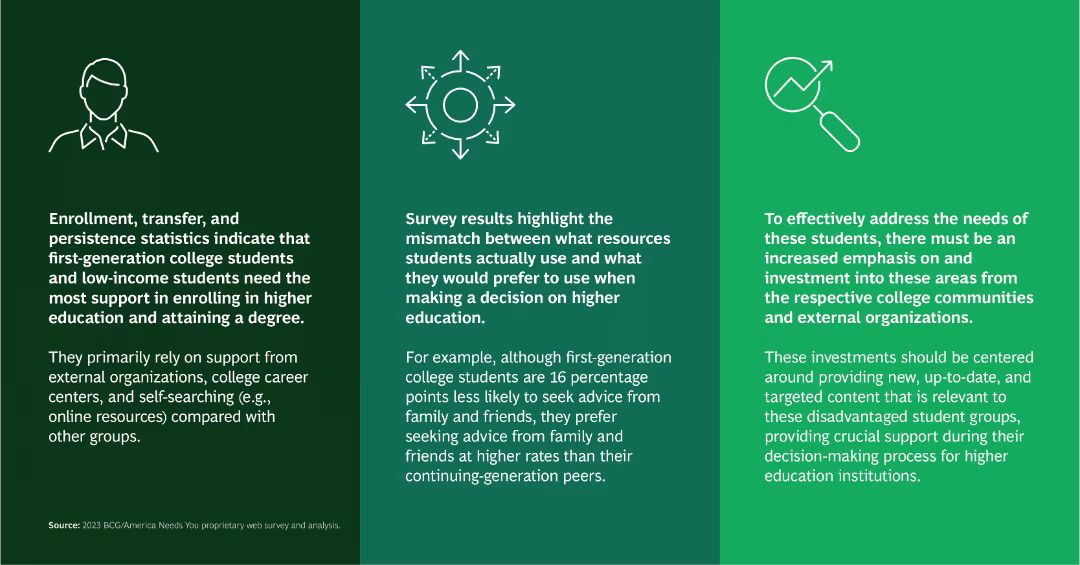 Enrollment, transfer, and
persistence statistics indicate that
first-generation college students
and low-income students need the
most support in enrolling in higher
education and attaining a degree.
They primarily rely on support from
external organizations, college career
centers, and self-searching (e.g.,
online resources) compared with
other groups.
Source: 2023 BCG/America Needs You proprietary web survey and analysis.
Survey results highlight the
mismatch between what resources
students actually use and what
they would prefer to use when
making a decision on higher
education.
For example, although first-generation
college students are 16 percentage
points less likely to seek advice from
family and friends, they prefer
seeking advice from family and
friends at higher rates than their
continuing-generation peers.
To effectively address the needs of
these students, there must be an
increased emphasis on and
investment into these areas from
the respective college communities
and external organizations.
These investments should be centered
around providing new, up-to-date, and
targeted content that is relevant to
these disadvantaged student groups,
providing crucial support during their
decision-making process for higher
education institutions.